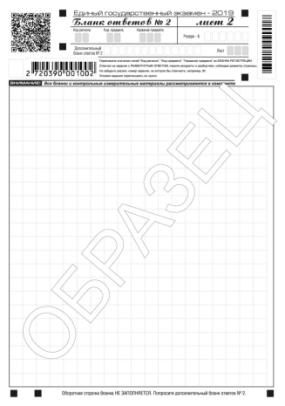 Единый государственный экзамен - 2019
Бланк ответов № 2 лист 2
Код региона Код предмета Название предмета
Резерв - 6
Дополнительный бланк ответов № 2
Лист
2720390001002
ВНИМАНИЕ! Все бланки и контрольные измерительные материалы рассматриваются в комплекте
ОБРАЗЕЦ
Оборотная сторона бланка НЕ ЗАПОЛНЯЕТСЯ. Попросите дополнительный бланк ответов № 2.